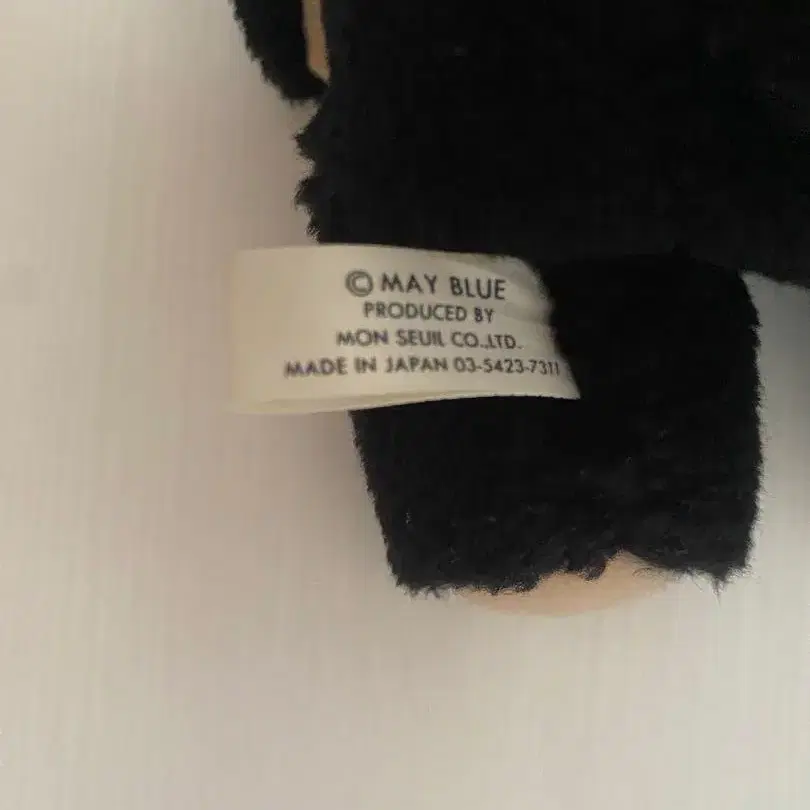 © MAY BLUE
PRODUCED BY
MON SEUIL CO.,LTD.
MADE IN JAPAN 03-5423-7311